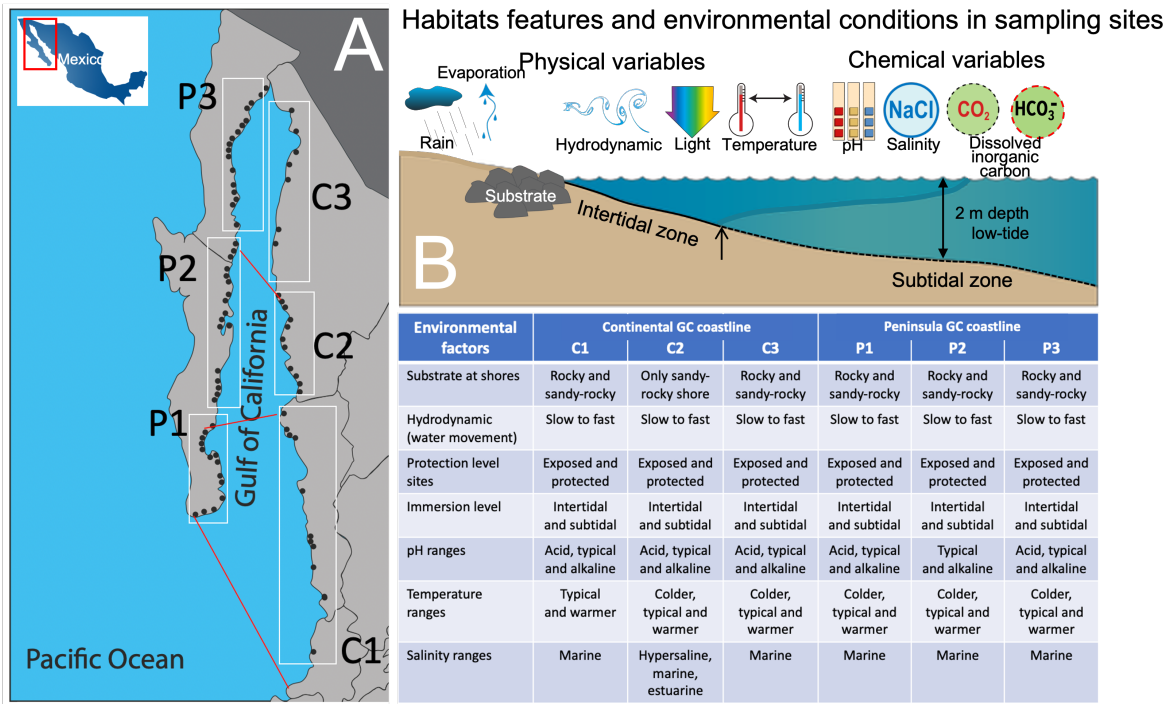 Mexico
A
P3
C3
P2
C2
P1
Gulf of California
C1
Pacific Ocean
Habitats features and environmental conditions in sampling sites
Physical variables
Chemical variables
Evaporation
Rain
Hydrodynamic
Light
Temperature
pH
NaCl
Salinity
CO2
HCO3-
Dissolved
inorganic
carbon
Substrate
Intertidal zone
2 m depth
low-tide
Subtidal zone
B
Environmental
factors
Continental GC coastline
Peninsula GC coastline
C1 C2 C3 P1 P2 P3
Substrate at shores
Rocky and
sandy-rocky
Only sandy-
rocky shore
Rocky and
sandy-rocky
Rocky and
sandy-rocky
Rocky and
sandy-rocky
Rocky and
sandy-rocky
Hydrodynamic
(water movement)
Slow to fast
Slow to fast
Slow to fast
Slow to fast
Slow to fast
Slow to fast
Protection level
sites
Exposed and
protected
Exposed and
protected
Exposed and
protected
Exposed and
protected
Exposed and
protected
Exposed and
protected
Immersion level
Intertidal
and subtidal
Intertidal
and subtidal
Intertidal
and subtidal
Intertidal
and subtidal
Intertidal
and subtidal
Intertidal
and subtidal
pH ranges
Acid, typical
and alkaline
Acid, typical
and alkaline
Acid, typical
and alkaline
Acid, typical
and alkaline
Typical
and alkaline
Acid, typical
and alkaline
Temperature
ranges
Typical
and warmer
Colder,
typical and
warmer
Colder,
typical and
warmer
Colder,
typical and
warmer
Colder,
typical and
warmer
Colder,
typical and
warmer
Salinity ranges
Marine
Hypersaline,
marine,
estuarine
Marine
Marine
Marine
Marine